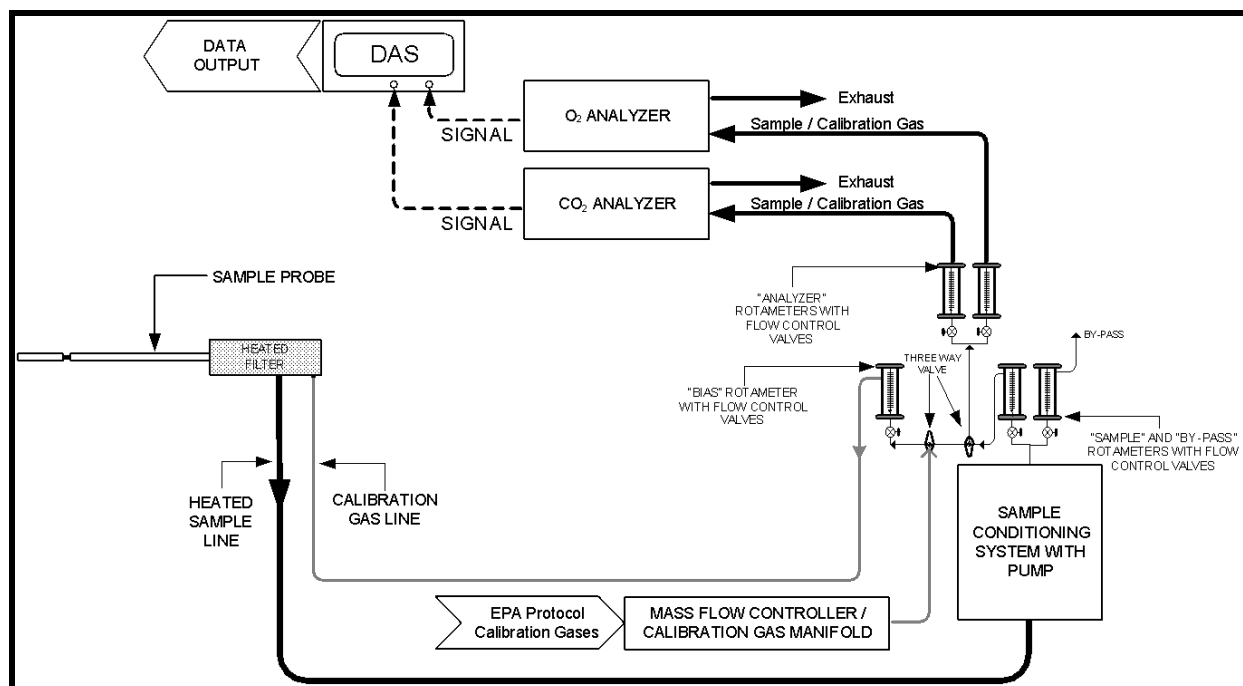 DATA
OUTPUT
DAS
O₂ ANALYZER
Exhaust
Sample / Calibration Gas
SIGNAL
CO₂ ANALYZER
Exhaust
Sample / Calibration Gas
SIGNAL
SAMPLE PROBE
HEATED
FILTER
"ANALYZER"
ROTAMETERS WITH
FLOW CONTROL
VALVES
BY-PASS
THREE WAY
VALVE
"BIAS" ROTAMETER
WITH FLOW CONTROL
VALVES
"SAMPLE" AND "BY-PASS"
ROTAMETERS WITH FLOW
CONTROL VALVES
HEATED
SAMPLE
LINE
CALIBRATION
GAS LINE
SAMPLE
CONDITIONING
SYSTEM WITH
PUMP
EPA Protocol
Calibration Gases
MASS FLOW CONTROLLER /
CALIBRATION GAS MANIFOLD